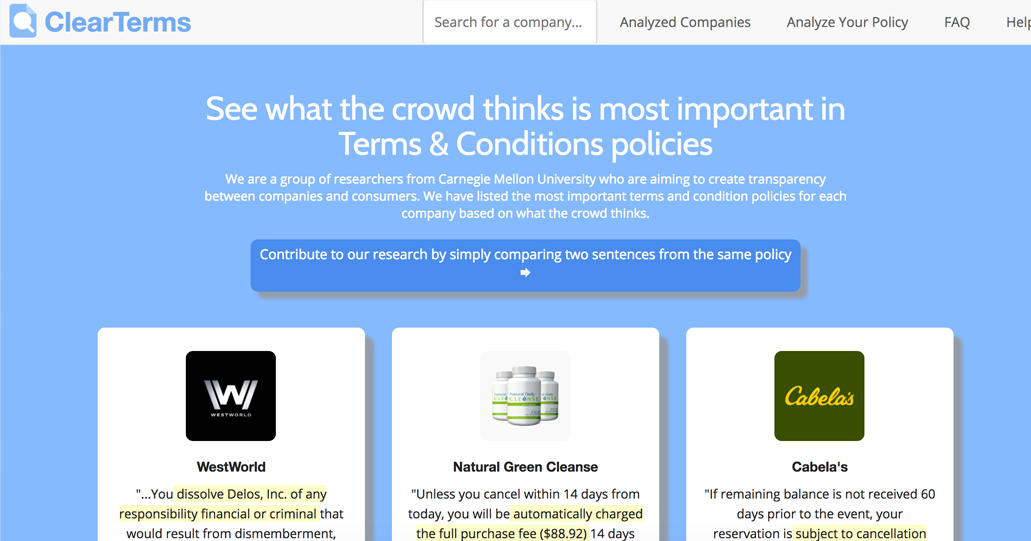 ClearTerms
Search for a company...
Analyzed Companies
Analyze Your Policy
FAQ
Help
See what the crowd thinks is most important in
Terms & Conditions policies
We are a group of researchers from Carnegie Mellon University who are aiming to create transparency
between companies and consumers. We have listed the most important terms and condition policies for each
company based on what the crowd thinks.
Contribute to our research by simply comparing two sentences from the same policy
W
WESTWORLD
WestWorld
"...You dissolve Delos, Inc. of any
responsibility financial or criminal that
would result from dismemberment,
Natural Daily
CLEANSE
Natural Green Cleanse
"Unless you cancel within 14 days from
today, you will be automatically charged
the full purchase fee ($88.92) 14 days
Cabela's
Cabela's
"If remaining balance is not received 60
days prior to the event, your
reservation is subject to cancellation